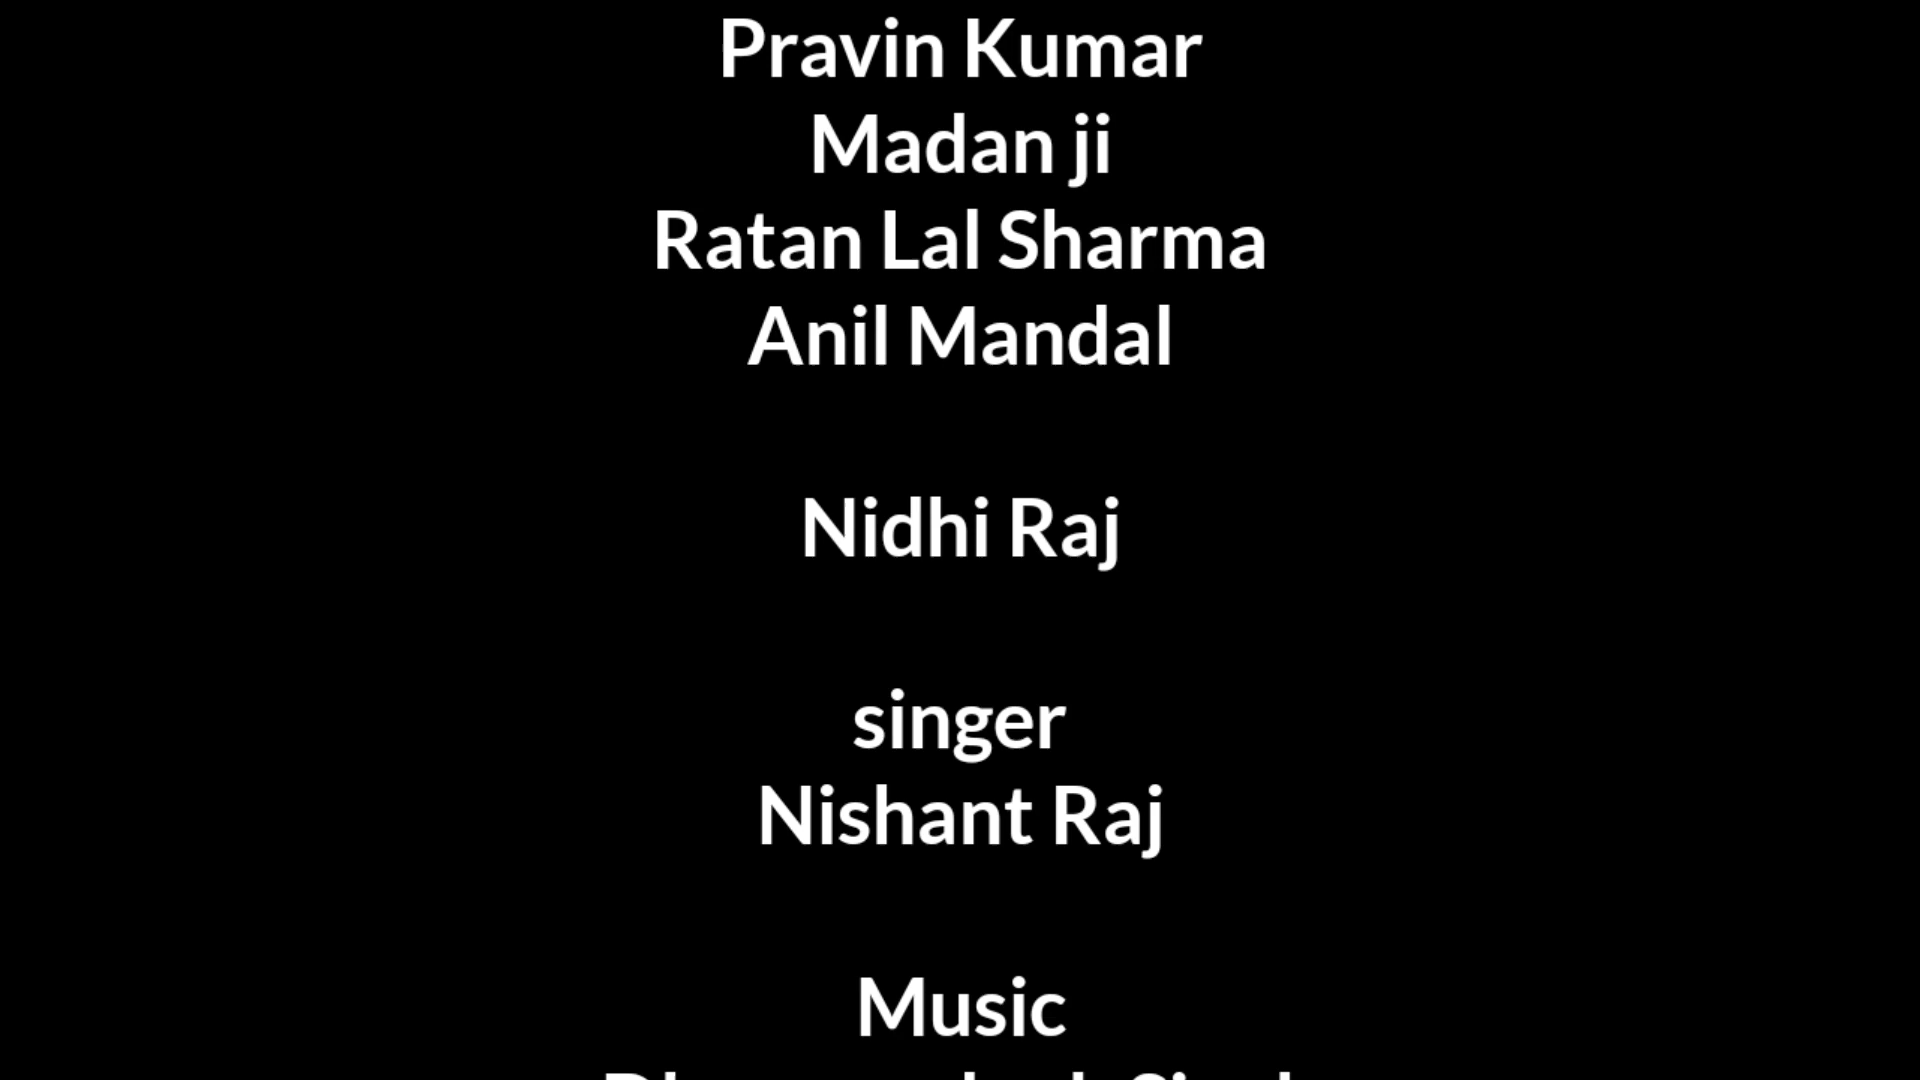 Pravin Kumar
Madan ji
Ratan Lal Sharma
Anil Mandal
Nidhi Raj
singer
Nishant Raj
Music